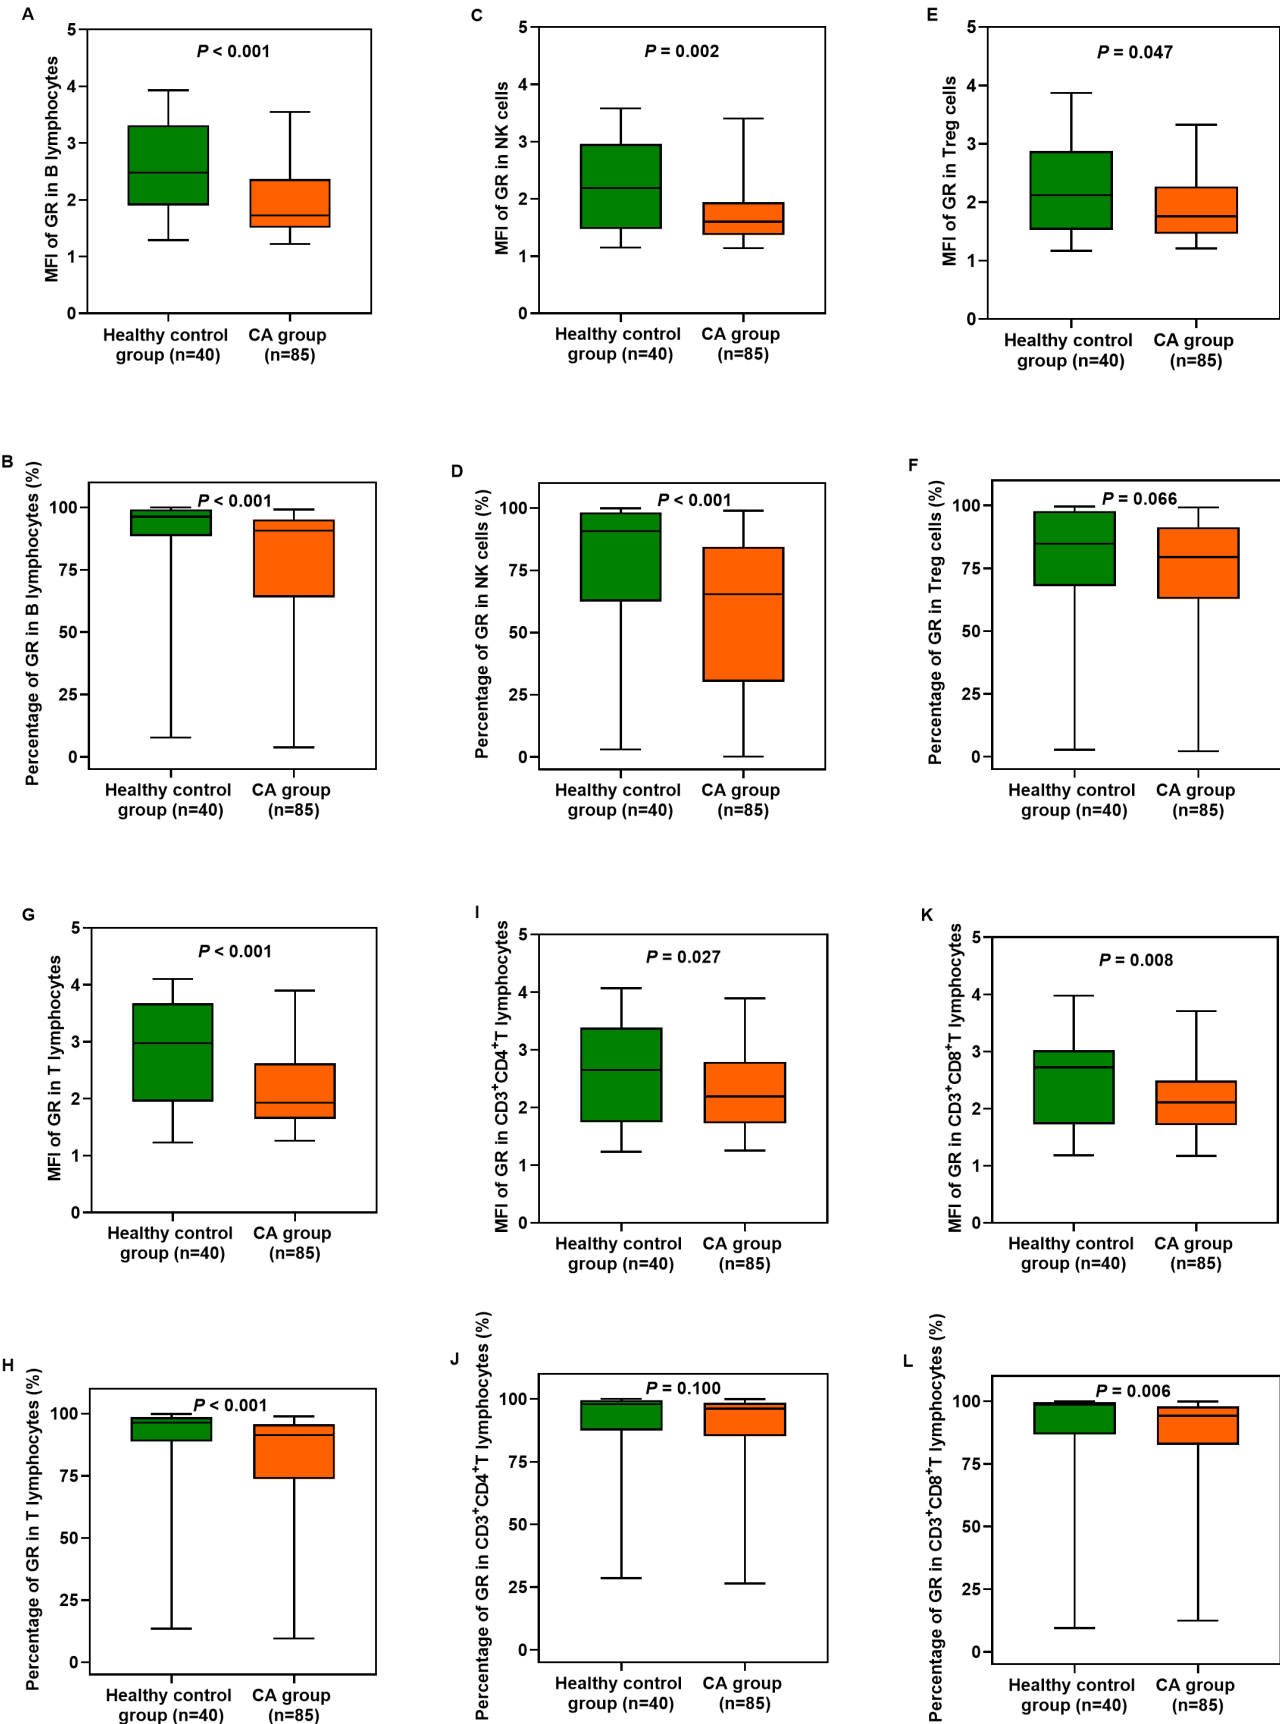 A
MFI of GR in B lymphocytes
5
4
3
2
1
0
P < 0.001
Healthy control
group (n=40)
CA group
(n=85)
C
MFI of GR in NK cells
5
4
3
2
1
0
P = 0.002
Healthy control
group (n=40)
CA group
(n=85)
E
MFI of GR in Treg cells
5
4
3
2
1
0
P = 0.047
Healthy control
group (n=40)
CA group
(n=85)
B
Percentage of GR in B lymphocytes (%)
100
75
50
25
0
P < 0.001
Healthy control
group (n=40)
CA group
(n=85)
D
Percentage of GR in NK cells (%)
100
75
50
25
0
P < 0.001
Healthy control
group (n=40)
CA group
(n=85)
F
Percentage of GR in Treg cells (%)
100
75
50
25
0
P = 0.066
Healthy control
group (n=40)
CA group
(n=85)
G
MFI of GR in T lymphocytes
5
4
3
2
1
0
P < 0.001
Healthy control
group (n=40)
CA group
(n=85)
I
MFI of GR in CD3⁺CD4⁺T lymphocytes
5
4
3
2
1
0
P = 0.027
Healthy control
group (n=40)
CA group
(n=85)
K
MFI of GR in CD3⁺CD8⁺T lymphocytes
5
4
3
2
1
0
P = 0.008
Healthy control
group (n=40)
CA group
(n=85)
H
Percentage of GR in T lymphocytes (%)
100
75
50
25
0
P < 0.001
Healthy control
group (n=40)
CA group
(n=85)
J
Percentage of GR in CD3⁺CD4⁺T lymphocytes (%)
100
75
50
25
0
P = 0.100
Healthy control
group (n=40)
CA group
(n=85)
L
Percentage of GR in CD3⁺CD8⁺T lymphocytes (%)
100
75
50
25
0
P = 0.006
Healthy control
group (n=40)
CA group
(n=85)